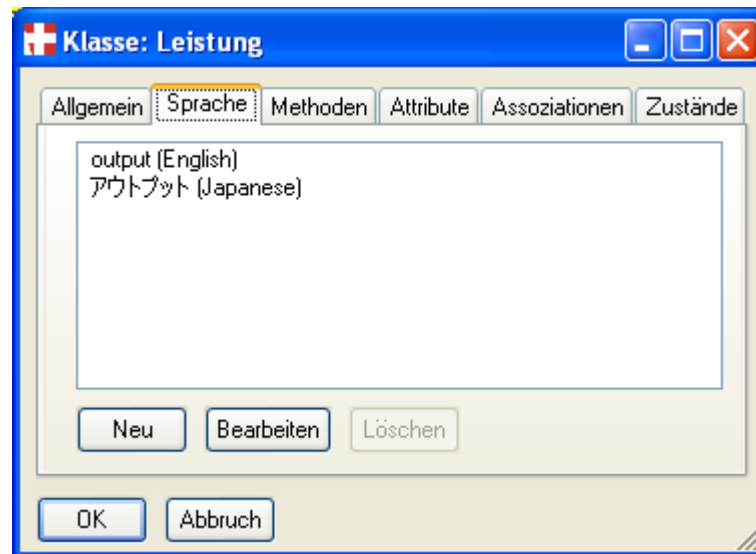 Klasse: Leistung
Allgemein Sprache Methoden Attribute Assoziationen Zustände
output (English)
アウトプット (Japanese)
Neu Bearbeiten Löschen
OK Abbruch